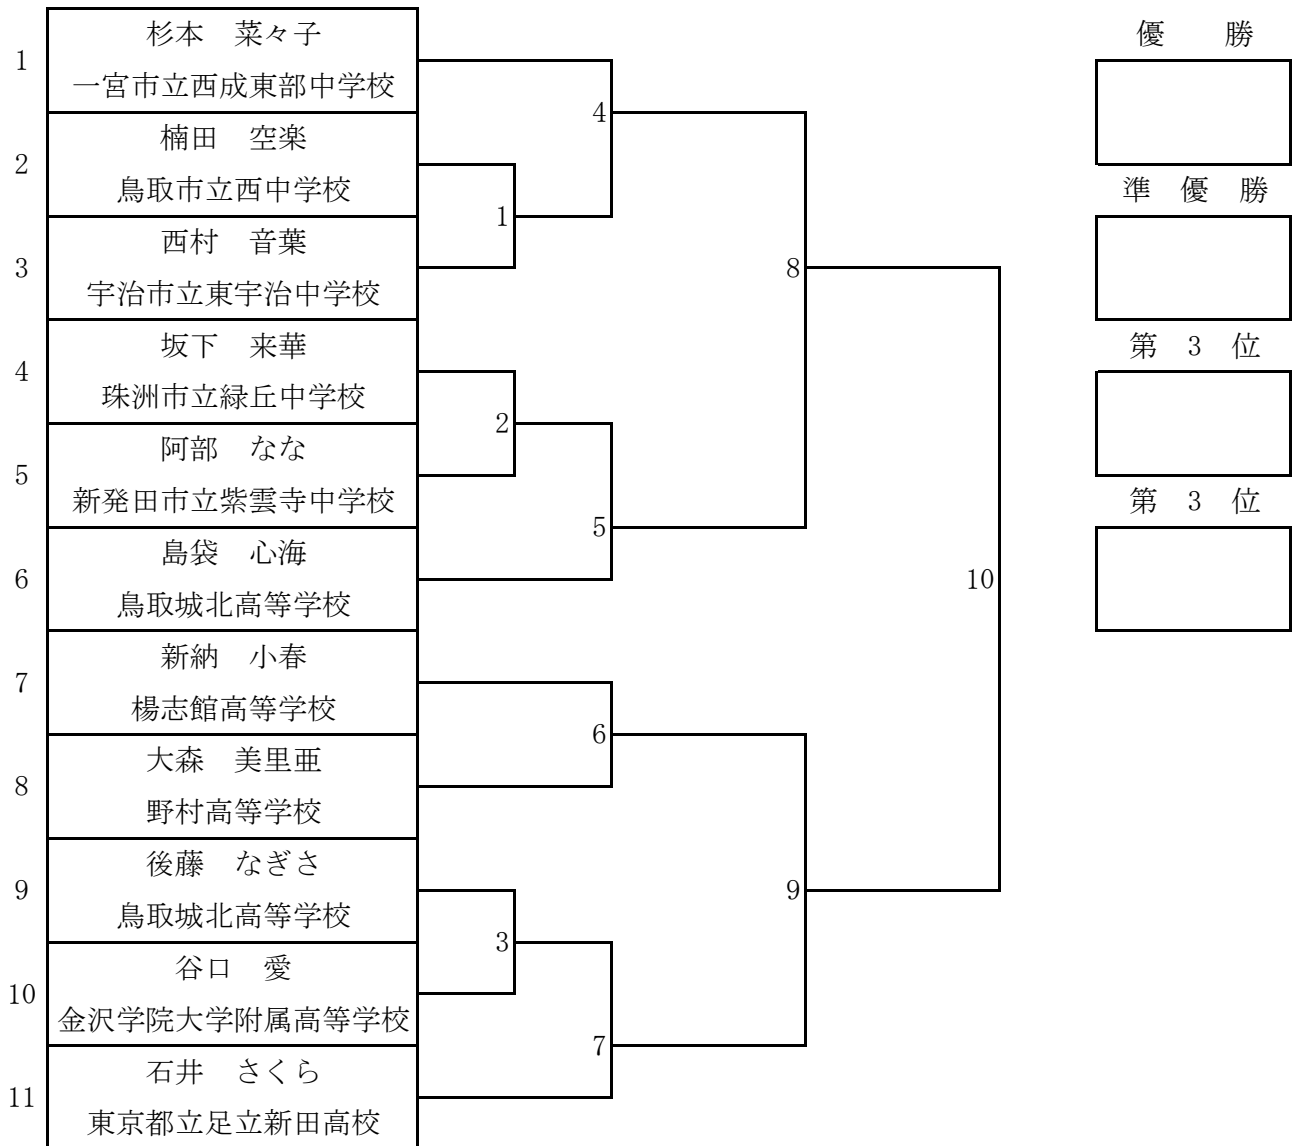 1
杉本　菜々子
一宮市立西成東部中学校
2
楠田　空楽
鳥取市立西中学校
3
西村　音葉
宇治市立東宇治中学校
4
坂下　来華
珠洲市立緑丘中学校
5
阿部　なな
新発田市立紫雲寺中学校
6
島袋　心海
鳥取城北高等学校
7
新納　小春
楊志館高等学校
8
大森　美里亜
野村高等学校
9
後藤　なぎさ
鳥取城北高等学校
10
谷口　愛
金沢学院大学附属高等学校
11
石井　さくら
東京都立足立新田高校
1
2
3
4
5
6
7
8
9
10
優　勝
準　優　勝
第　3　位
第　3　位